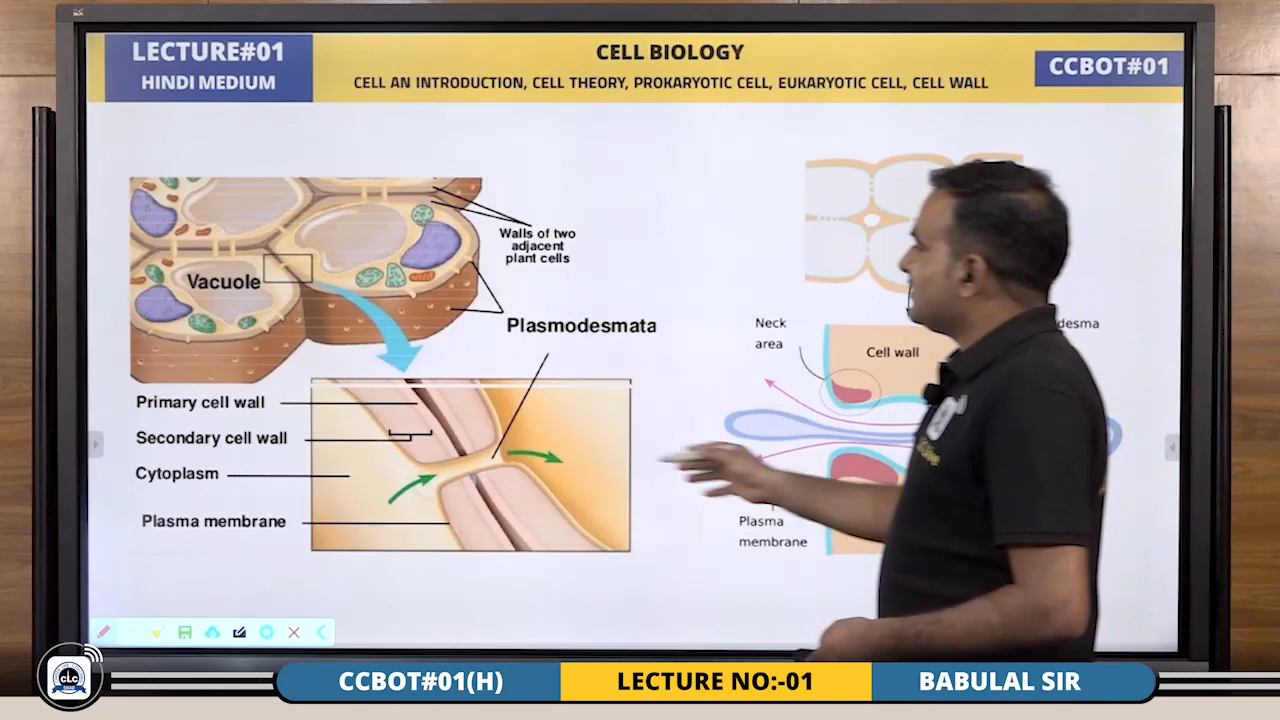 LECTURE#01
HINDI MEDIUM
CELL BIOLOGY
CELL AN INTRODUCTION, CELL THEORY, PROKARYOTIC CELL, EUKARYOTIC CELL, CELL WALL
CCBOT#01
Walls of two
adjacent
plant cells
Vacuole
Plasmodesmata
Primary cell wall
Secondary cell wall
Cytoplasm
Plasma membrane
Neck
area
Cell wall
desma
Plasma
membrane
CLC
CCBOT#01(H)
LECTURE NO:-01
BABULAL SIR